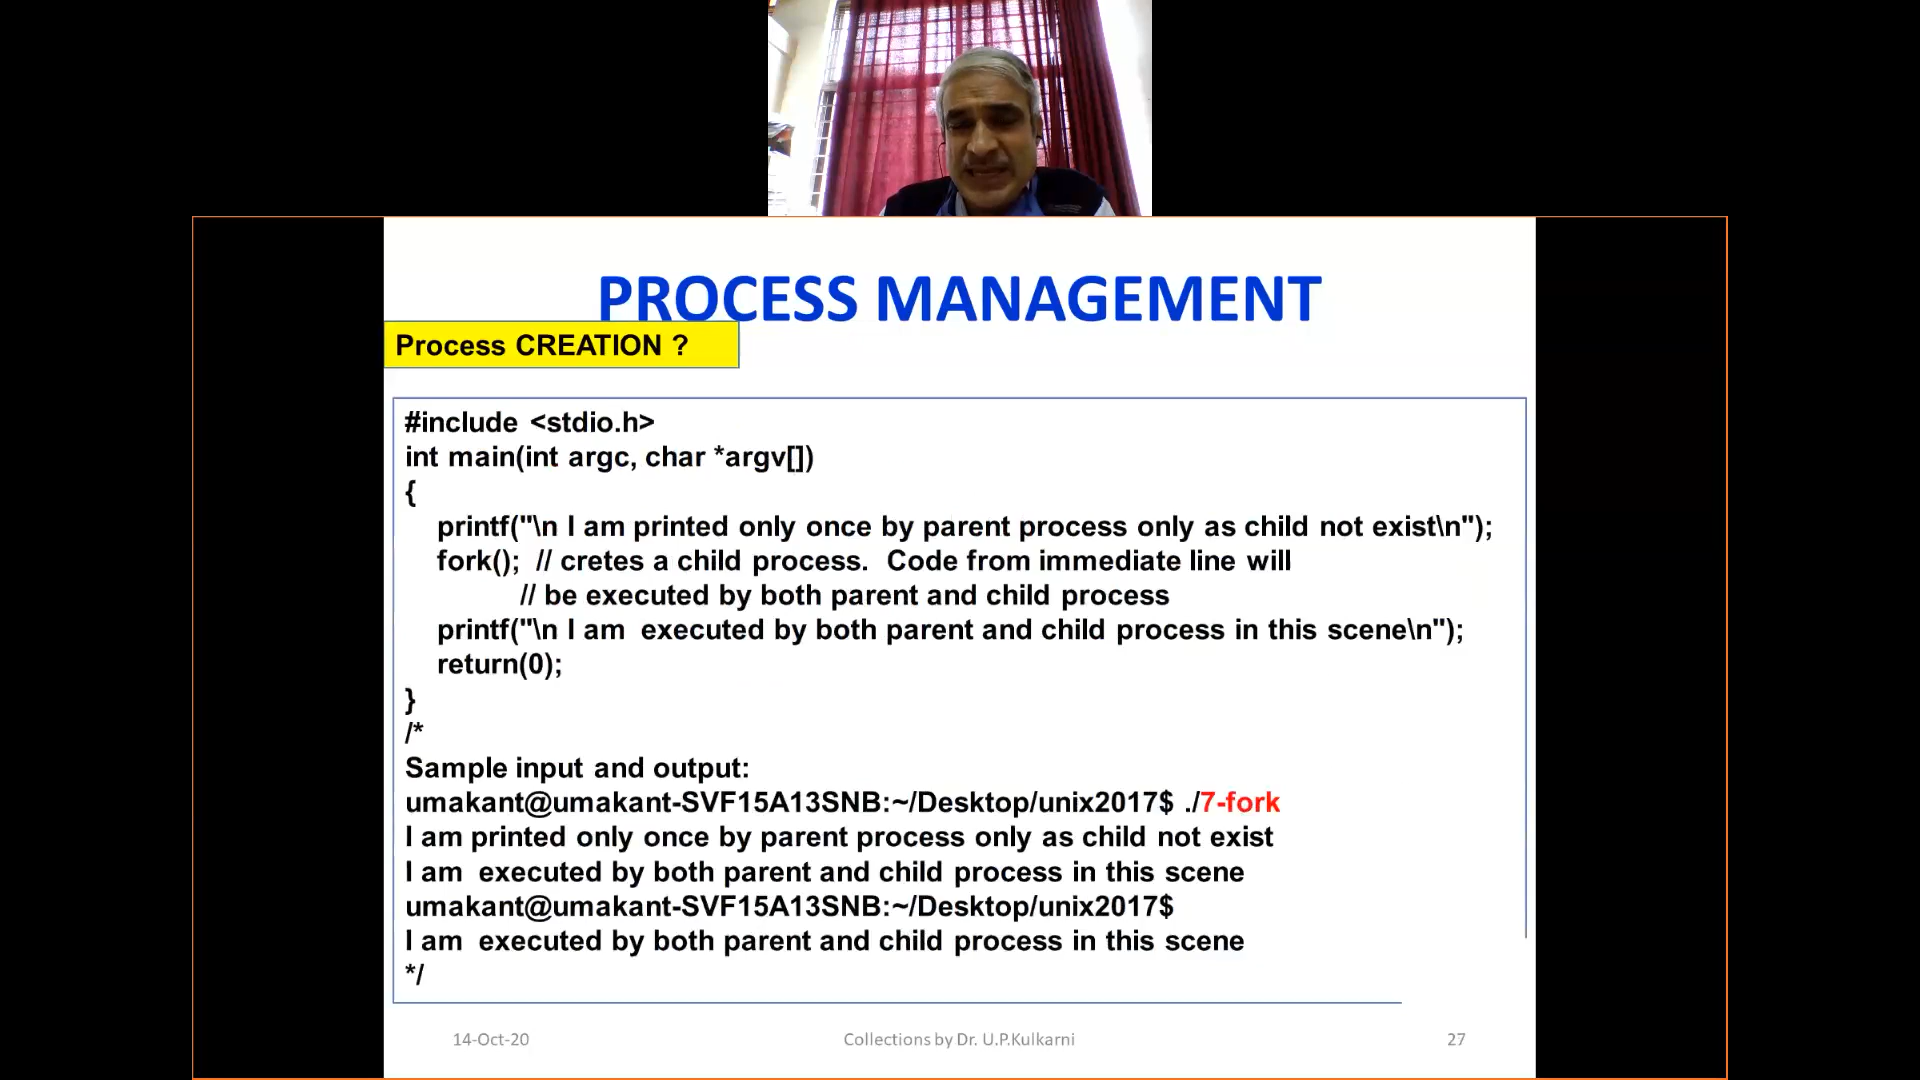 PROCESS MANAGEMENT
Process CREATION ?
#include <stdio.h>
int main(int argc, char *argv[])
{
printf("\n I am printed only once by parent process only as child not exist\n");
fork(); // cretes a child process. Code from immediate line will
// be executed by both parent and child process
printf("\n I am executed by both parent and child process in this scene\n");
return(0);
}
/*
Sample input and output:
umakant@umakant-SVF15A13SNB:~/Desktop/unix2017$ ./7-fork
I am printed only once by parent process only as child not exist
I am executed by both parent and child process in this scene
umakant@umakant-SVF15A13SNB:~/Desktop/unix2017$
I am executed by both parent and child process in this scene
*/
14-Oct-20 Collections by Dr. U.P.Kulkarni 27